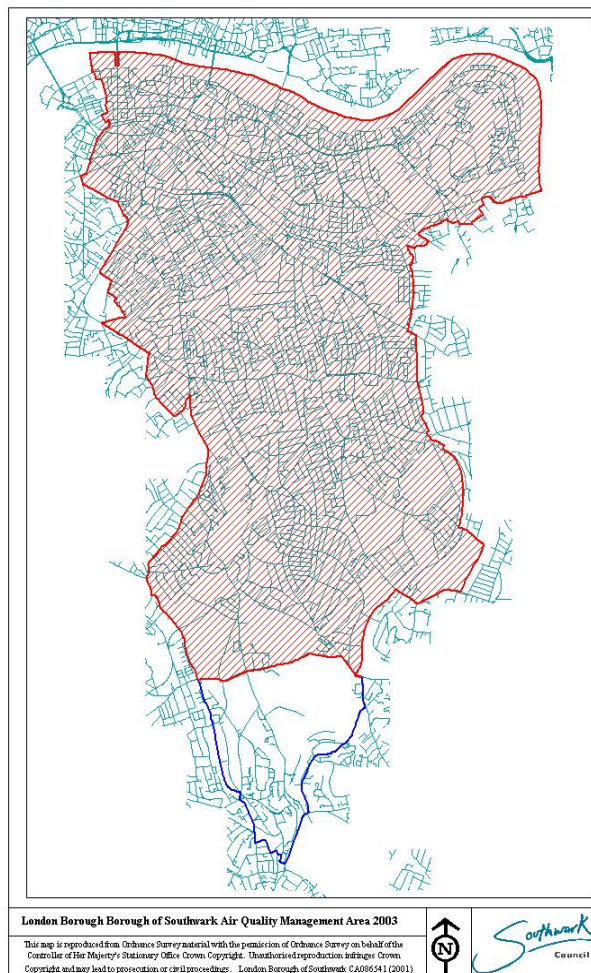 London Borough Borough of Southwark Air Quality Management Area 2003
This map is reproduced from Ordnance Survey material with the permission of Ordnance Survey on behalf of the
Controller of Her Majesty's Stationary Office Crown Copyright. Unauthorised reproduction infringes Crown
Copyright and may lead to prosecution or civil proceedings. London Borough of Southwark CA086541 (2001)
N
Southwark
Council